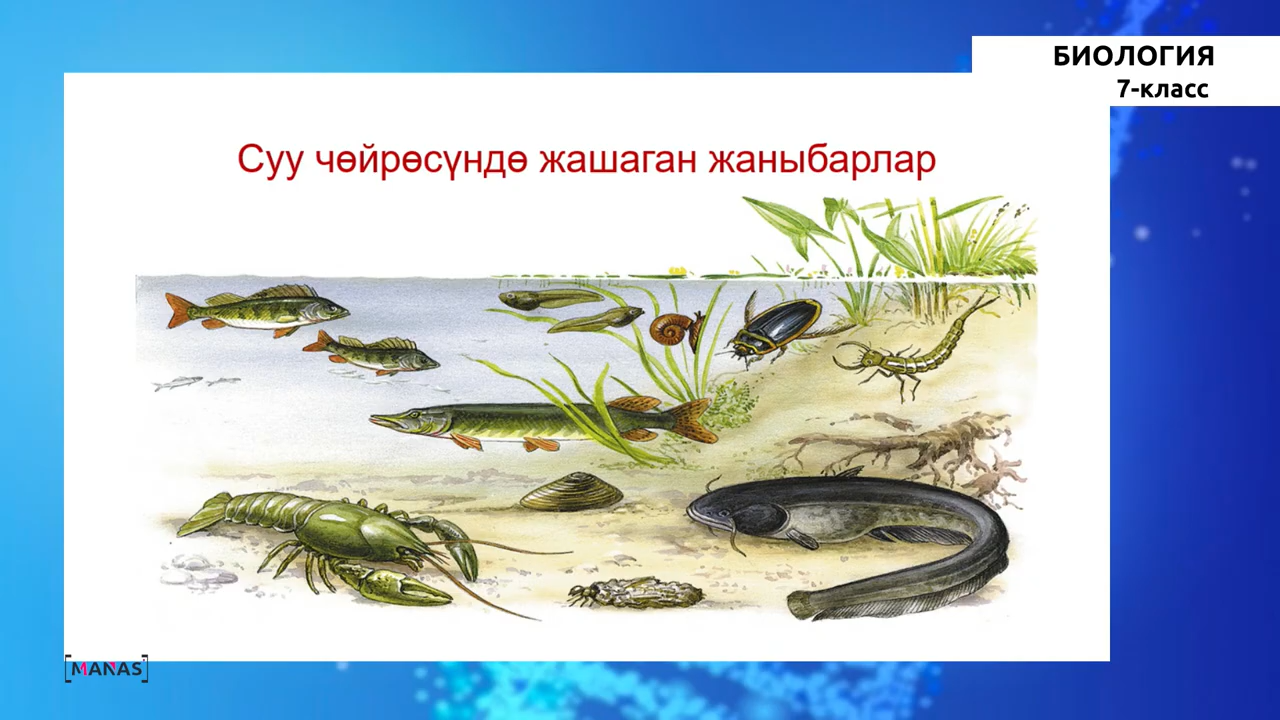 БИОЛОГИЯ
7-класс
Суу чөйрөсүндө жашаган жаныбарлар
[MANAS]